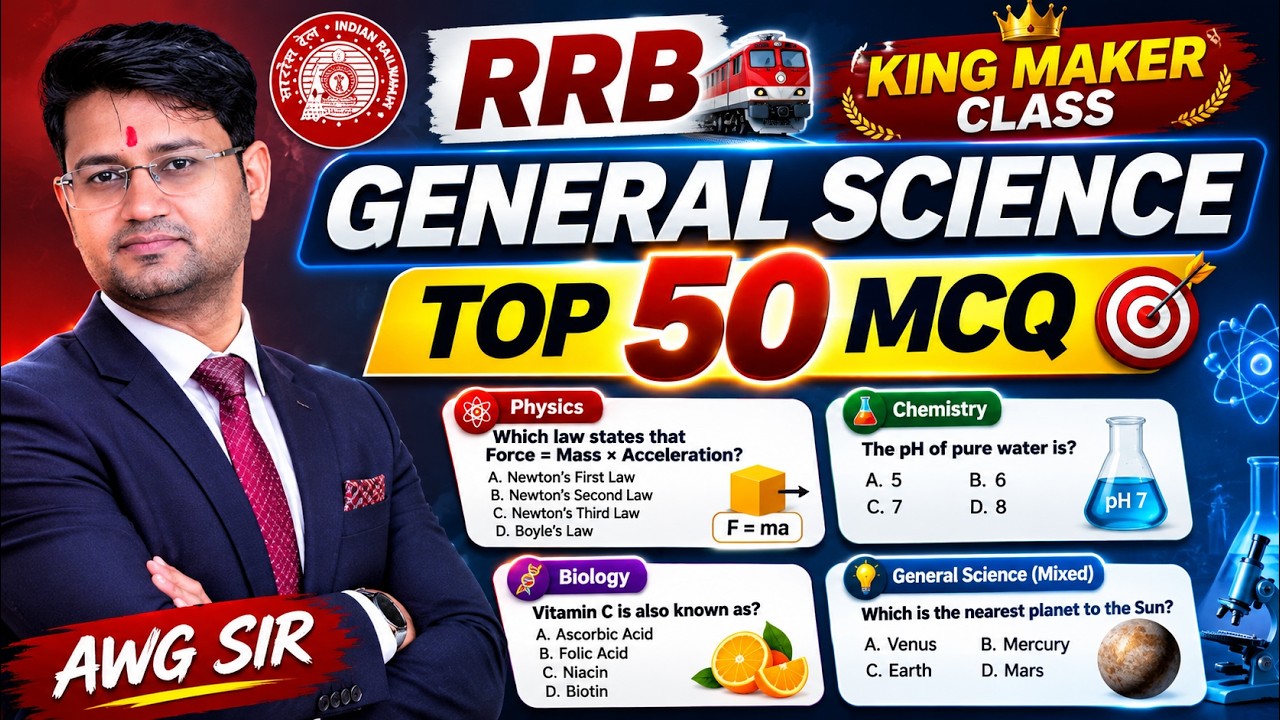 सारसेस देल • INDIAN RAILWAMY
RRB
KING MAKER
CLASS
GENERAL SCIENCE
TOP 50 MCQ
Physics
Which law states that
Force = Mass × Acceleration?
A. Newton's First Law
B. Newton's Second Law
C. Newton's Third Law
D. Boyle's Law
F = ma
Chemistry
The pH of pure water is?
A. 5 B. 6
C. 7 D. 8
pH 7
Biology
Vitamin C is also known as?
A. Ascorbic Acid
B. Folic Acid
C. Niacin
D. Biotin
General Science (Mixed)
Which is the nearest planet to the Sun?
A. Venus B. Mercury
C. Earth D. Mars
AWG SIR